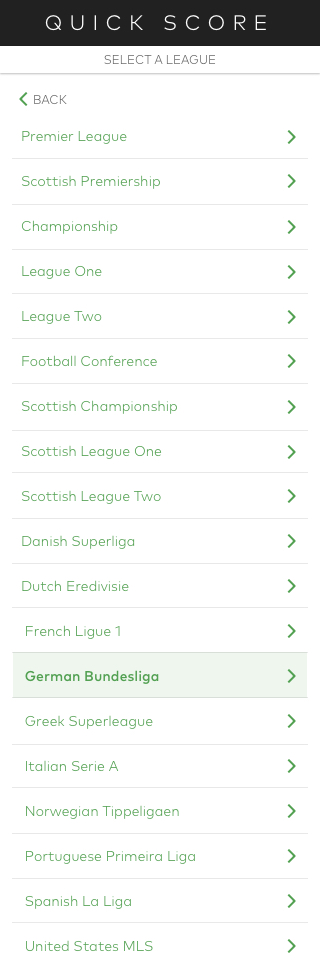 QUICK SCORE
SELECT A LEAGUE
BACK
Premier League
Scottish Premiership
Championship
League One
League Two
Football Conference
Scottish Championship
Scottish League One
Scottish League Two
Danish Superliga
Dutch Eredivisie
French Ligue 1
German Bundesliga
Greek Superleague
Italian Serie A
Norwegian Tippeligaen
Portuguese Primeira Liga
Spanish La Liga
United States MLS